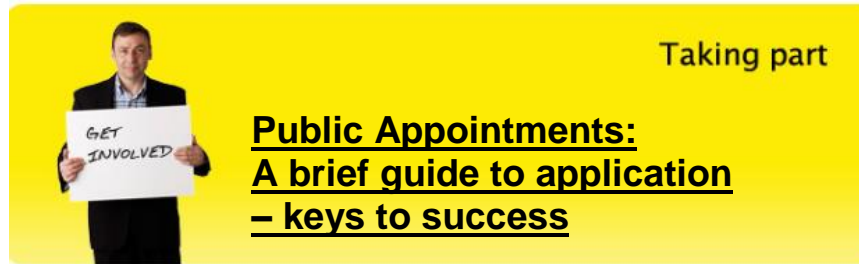 Taking part
GET
INVOLVED
Public Appointments:
A brief guide to application
– keys to success